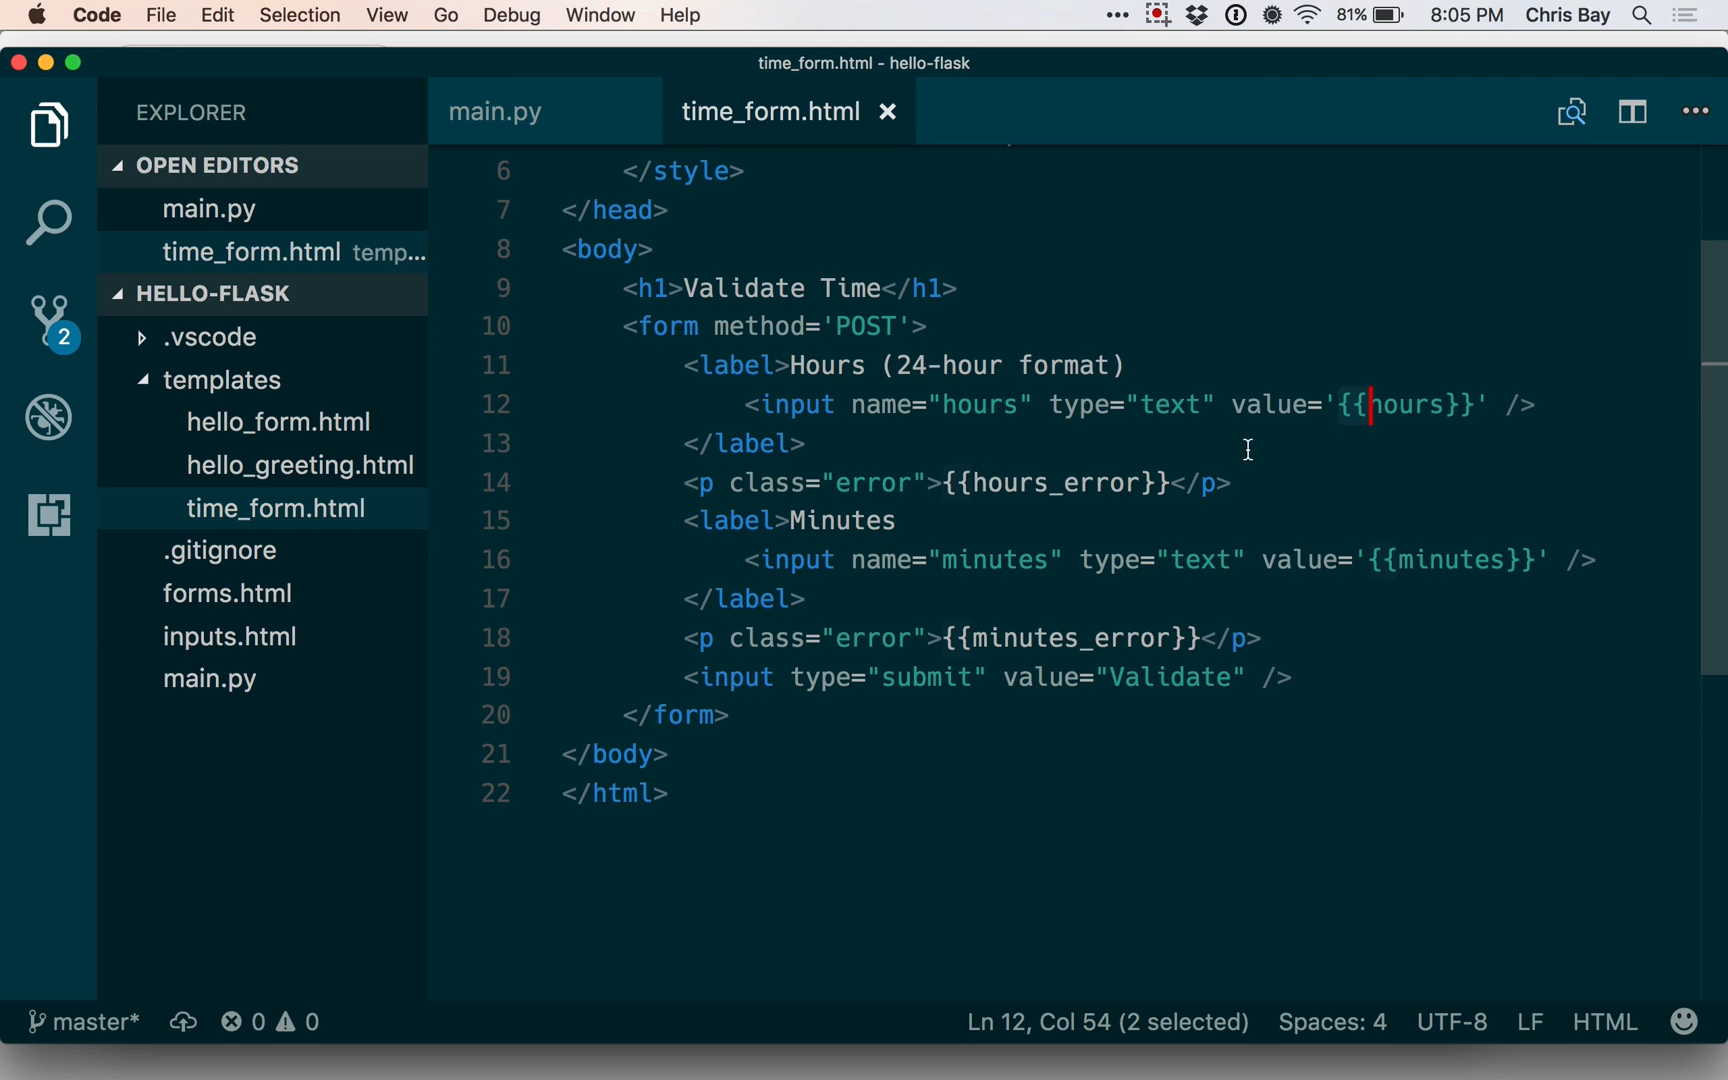 Code File Edit Selection View Go Debug Window Help 81% 8:05 PM Chris Bay
time_form.html - hello-flask
EXPLORER
OPEN EDITORS
main.py
time_form.html temp...
HELLO-FLASK
.vscode
templates
hello_form.html
hello_greeting.html
time_form.html
.gitignore
forms.html
inputs.html
main.py
2
main.py time_form.html
6 </style>
7 </head>
8 <body>
9 <h1>Validate Time</h1>
10 <form method='POST'>
11 <label>Hours (24-hour format)
12 <input name="hours" type="text" value='{{hours}}' />
13 </label>
14 <p class="error">{{hours_error}}</p>
15 <label>Minutes
16 <input name="minutes" type="text" value='{{minutes}}' />
17 </label>
18 <p class="error">{{minutes_error}}</p>
19 <input type="submit" value="Validate" />
20 </form>
21 </body>
22 </html>
master* 0 0 Ln 12, Col 54 (2 selected) Spaces: 4 UTF-8 LF HTML